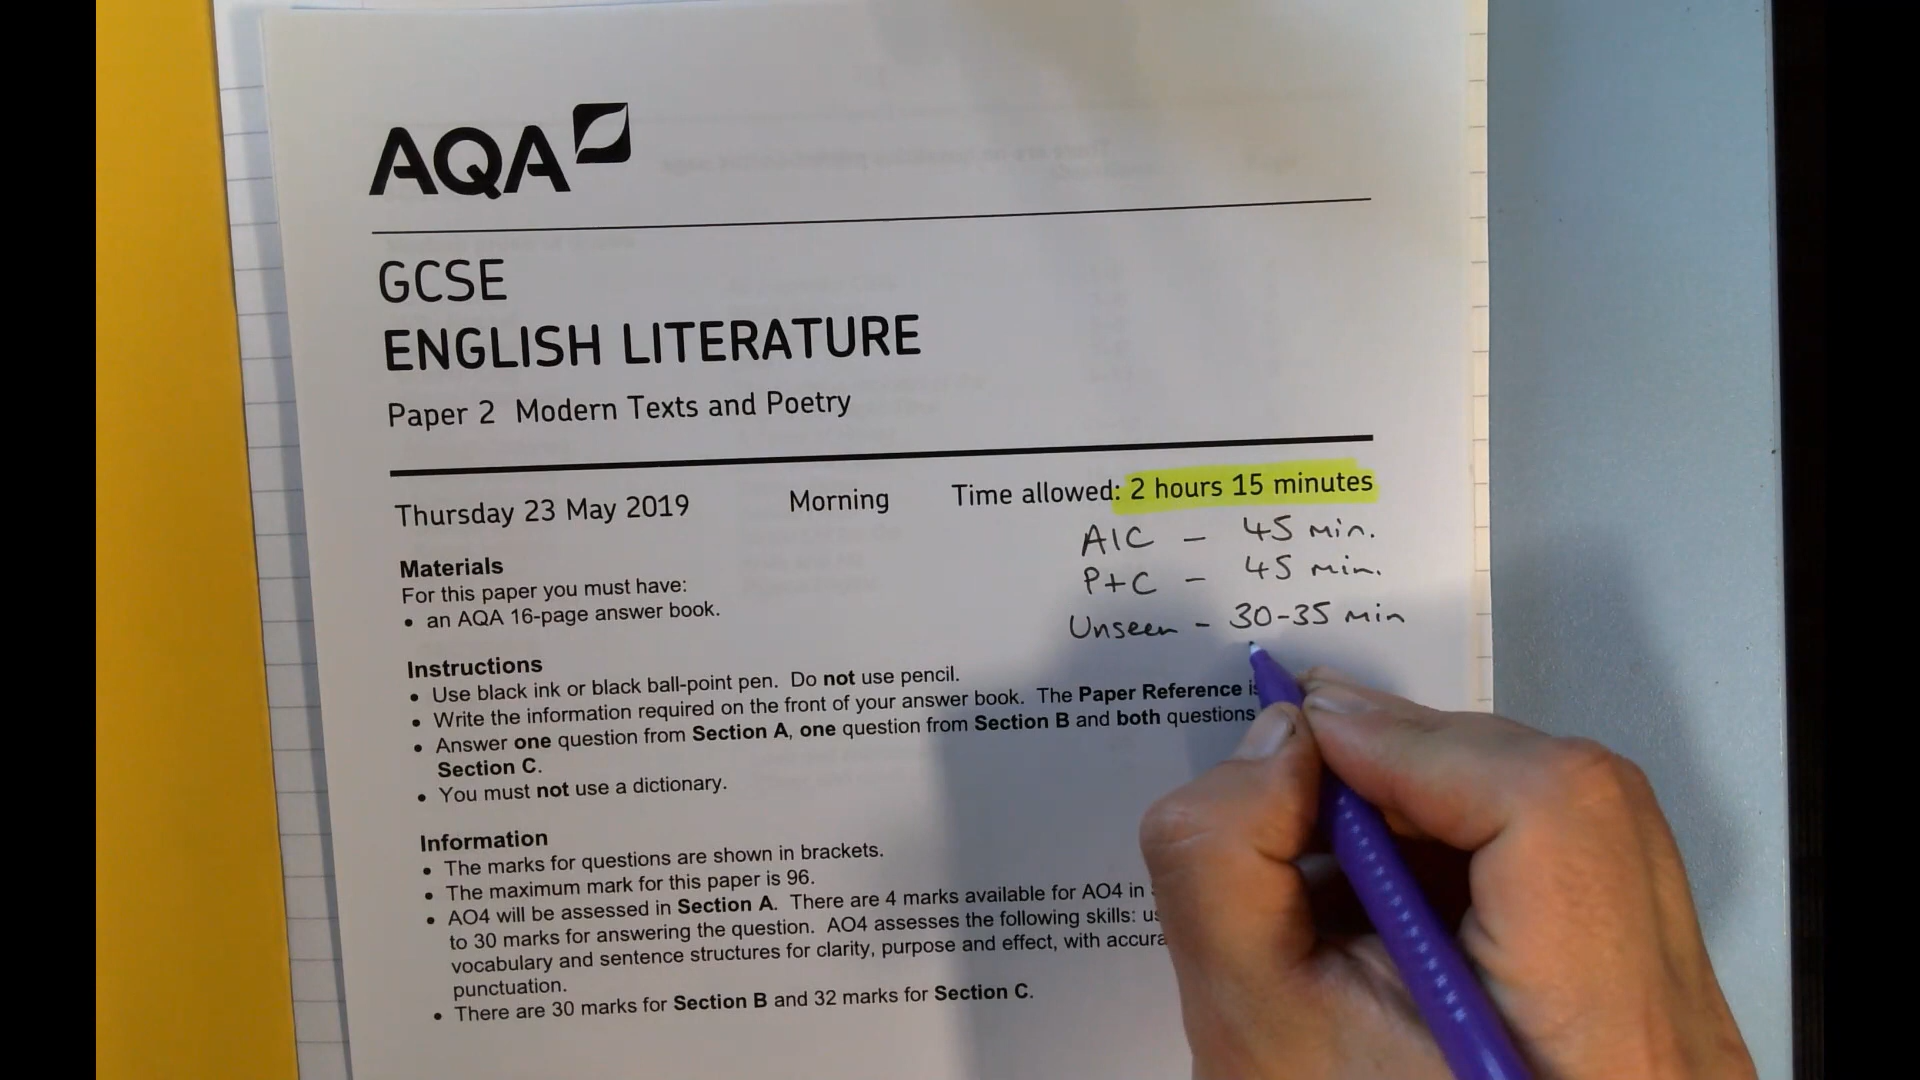 AQA
GCSE
ENGLISH LITERATURE
Paper 2 Modern Texts and Poetry
Thursday 23 May 2019 Morning Time allowed: 2 hours 15 minutes
AIC - 45 min.
P+C - 45 min.
Unseen - 30-35 min
Materials
For this paper you must have:
• an AQA 16-page answer book.
Instructions
• Use black ink or black ball-point pen. Do not use pencil.
• Write the information required on the front of your answer book. The Paper Reference is
• Answer one question from Section A, one question from Section B and both questions
Section C.
• You must not use a dictionary.
Information
• The marks for questions are shown in brackets.
• The maximum mark for this paper is 96.
• AO4 will be assessed in Section A. There are 4 marks available for AO4 in
to 30 marks for answering the question. AO4 assesses the following skills:
vocabulary and sentence structures for clarity, purpose and effect, with
punctuation.
• There are 30 marks for Section B and 32 marks for Section C.